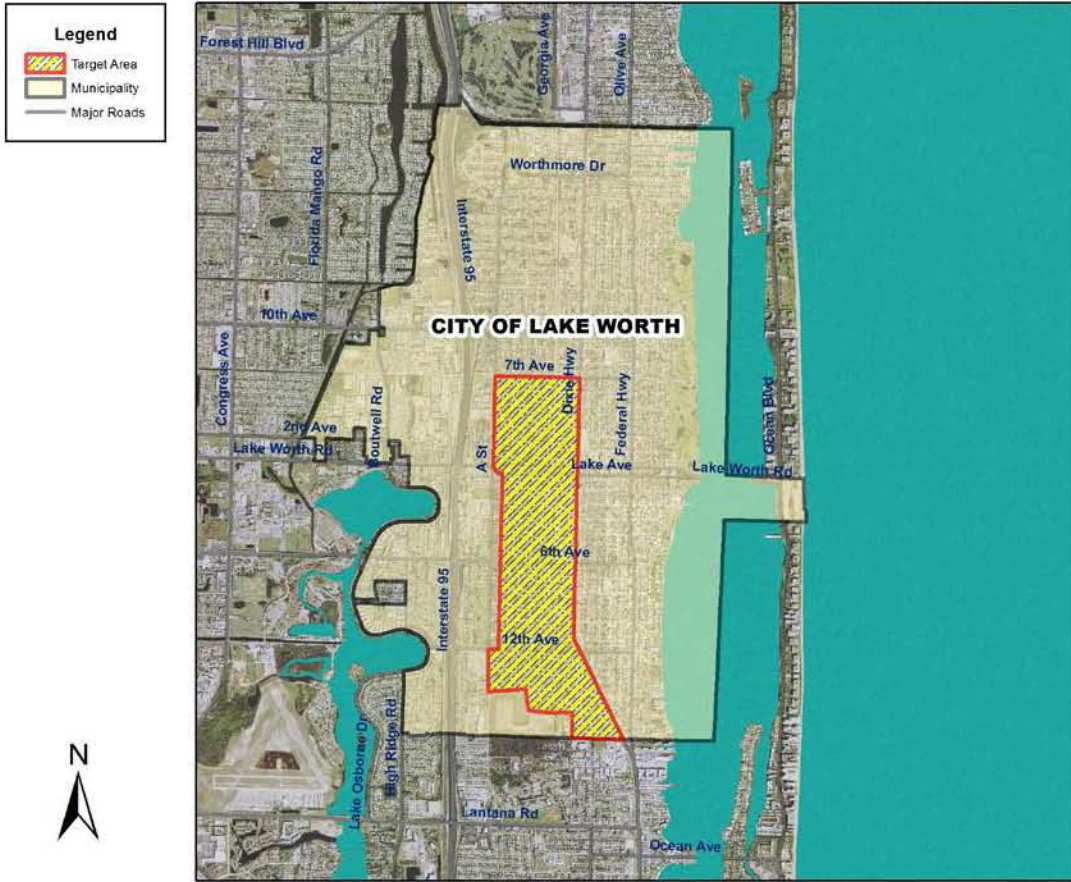 Legend
Target Area
Municipality
Major Roads
Forest Hill Blvd
Georgia Ave
Olive Ave
Worthmore Dr
Florida Mango Rd
Interstate 95
10th Ave
CITY OF LAKE WORTH
Congress Ave
7th Ave
Dixie Hwy
Federal Hwy
Boutwell Rd
2nd Ave
Lake Worth Rd
A St
Lake Ave
Lake Worth Rd
Ocean Blvd
6th Ave
Interstate 95
12th Ave
High Ridge Rd
Lake Osborne Dr
N
Lantana Rd
Ocean Ave